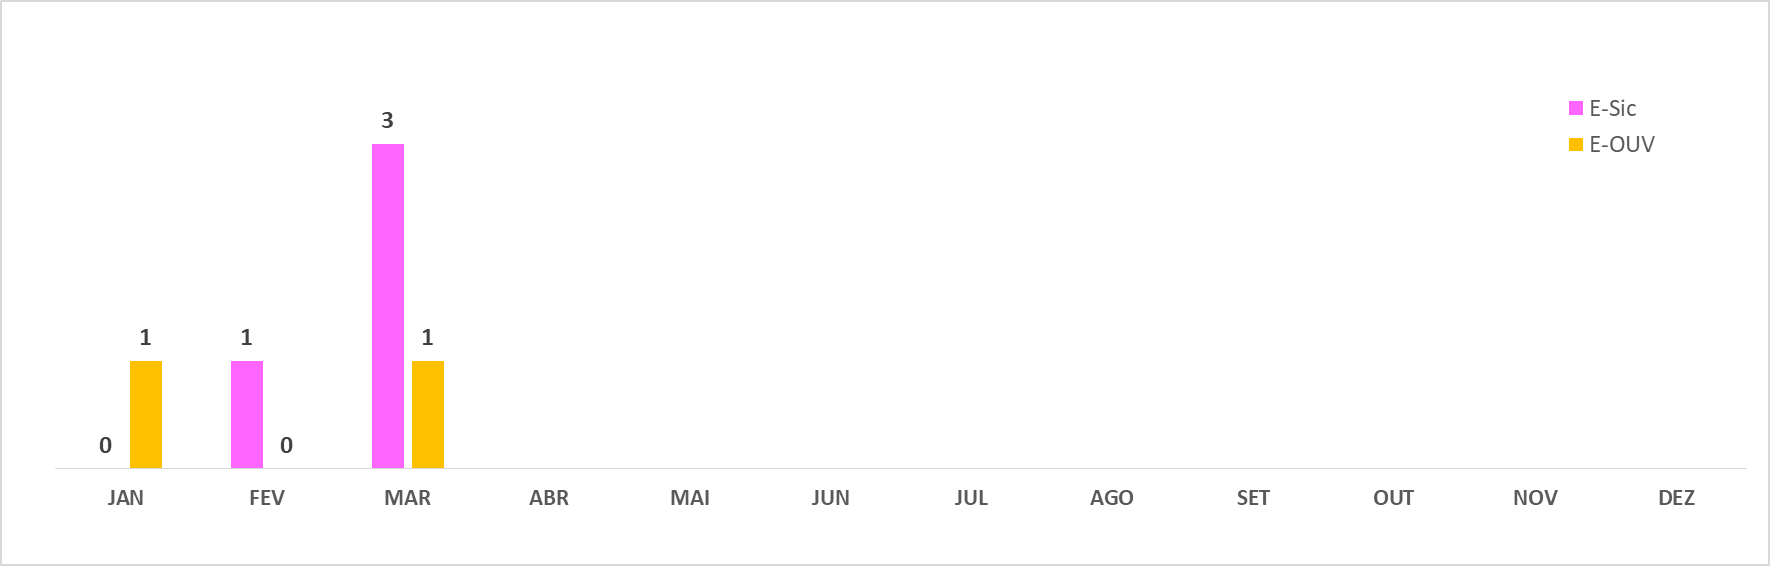 E-Sic
E-OUV
3
1 1 1
0 0
JAN FEV MAR ABR MAI JUN JUL AGO SET OUT NOV DEZ